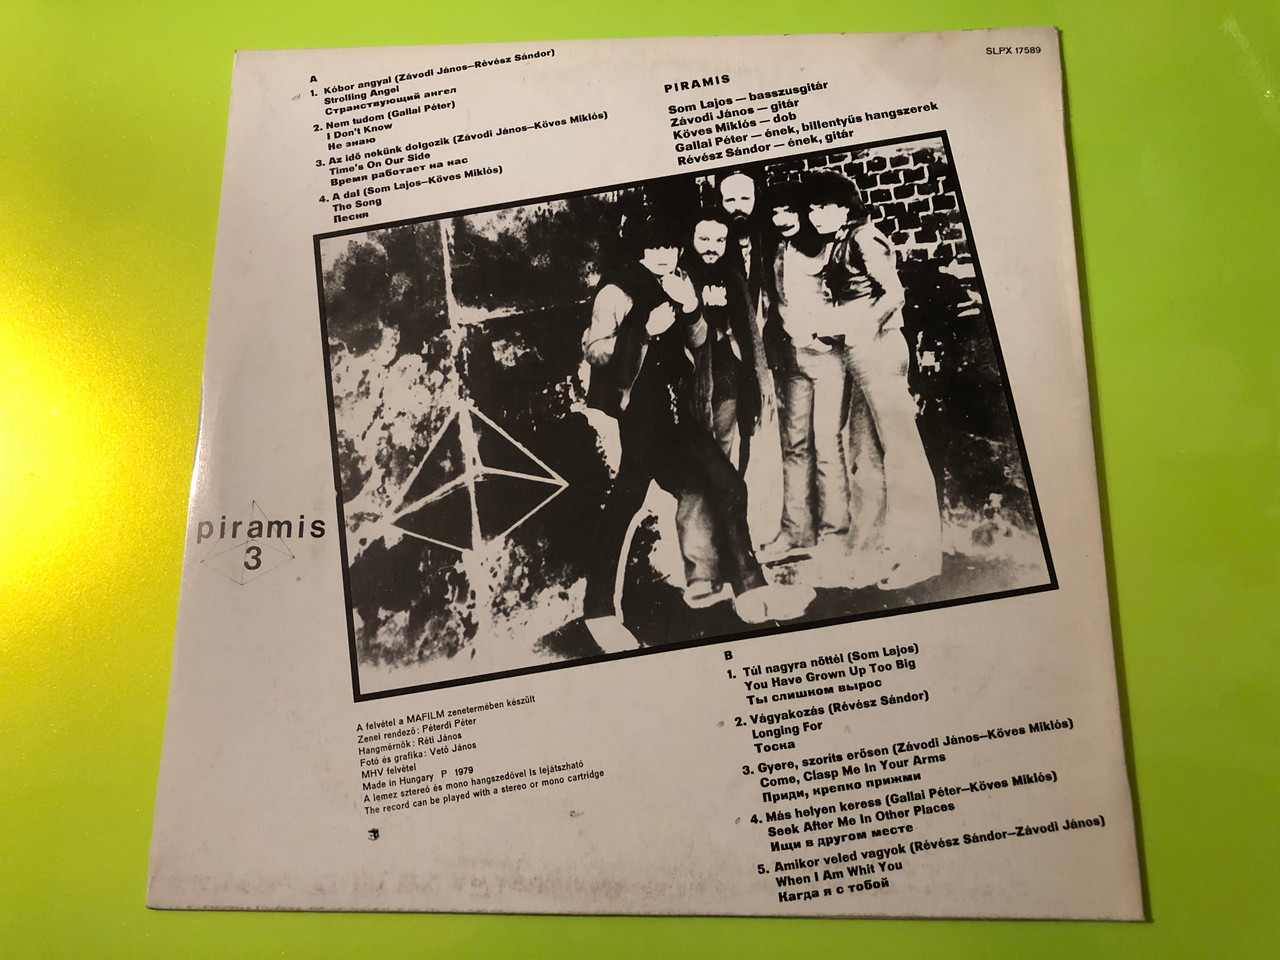 SLPX 17589
A
1. Kóbor angyal (Závodi János—Révész Sándor)
Strolling Angel
Странствующий ангел
2. Nem tudom (Gallai Péter)
I Don't Know
Не знаю
3. Az idő nekünk dolgozik (Závodi János—Köves Miklós)
Time's On Our Side
Время работает на нас
4. A dal (Som Lajos—Köves Miklós)
The Song
Песня
PIRAMIS
Som Lajos — basszusgitár
Závodi János — gitár
Köves Miklós — dob
Gallai Péter — ének, billentyűs hangszerek
Révész Sándor — ének, gitár
piramis
3
A felvétel a MAFILM zenetermében készült
Zenei rendező: Péterdi Péter
Hangmérnök: Réti János
Fotó és grafika: Vető János
MHV felvétel
Made in Hungary P 1979
A lemez sztereó és mono hangszedővel is lejátszható
The record can be played with a stereo or mono cartridge
B
1. Túl nagyra nőttél (Som Lajos)
You Have Grown Up Too Big
Ты слишком вырос
2. Vágyakozás (Révész Sándor)
Longing For
Тоска
3. Gyere, szoríts erősen (Závodi János—Köves Miklós)
Come, Clasp Me In Your Arms
Приди, крепко прижми
4. Más helyen keress (Gallai Péter—Köves Miklós)
Seek After Me In Other Places
Ищи в другом месте
5. Amikor veled vagyok (Révész Sándor—Závodi János)
When I Am Whit You
Кагда я с тобой